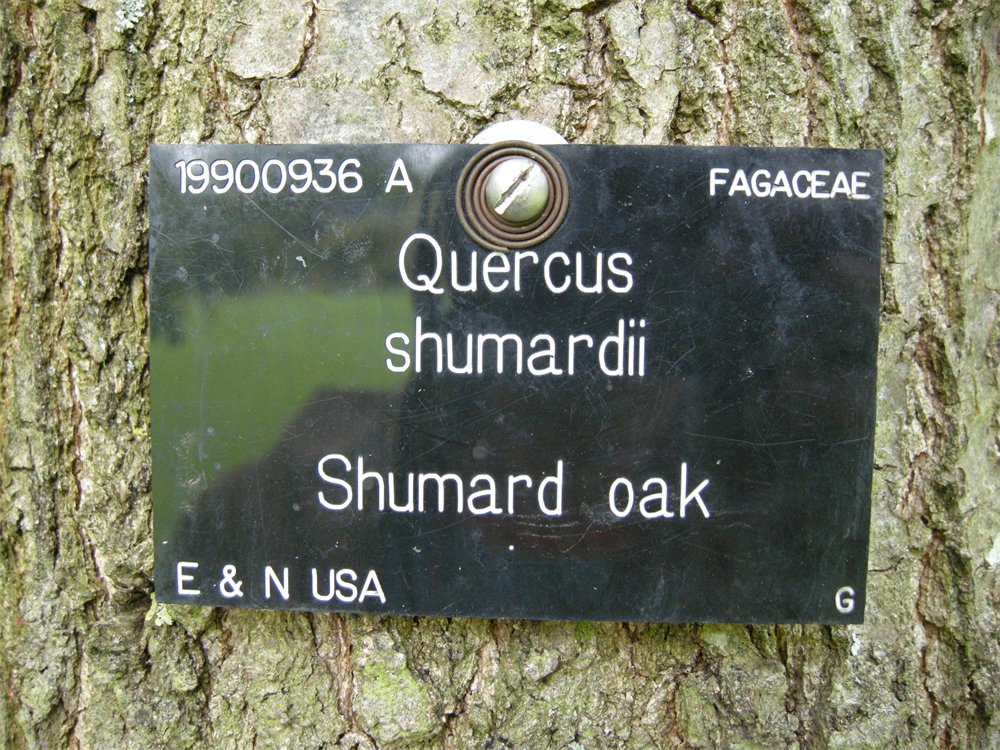 19900936 A
FAGACEAE
Quercus
shumardii
Shumard oak
E & N USA
G